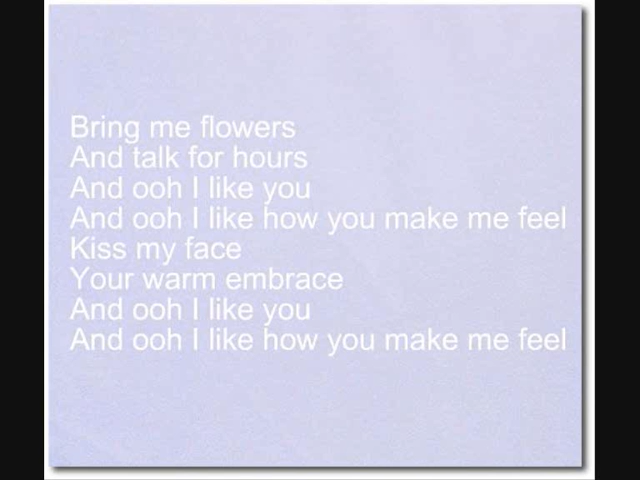 Bring me flowers
And talk for hours
And ooh I like you
And ooh I like how you make me feel
Kiss my face
Your warm embrace
And ooh I like you
And ooh I like how you make me feel